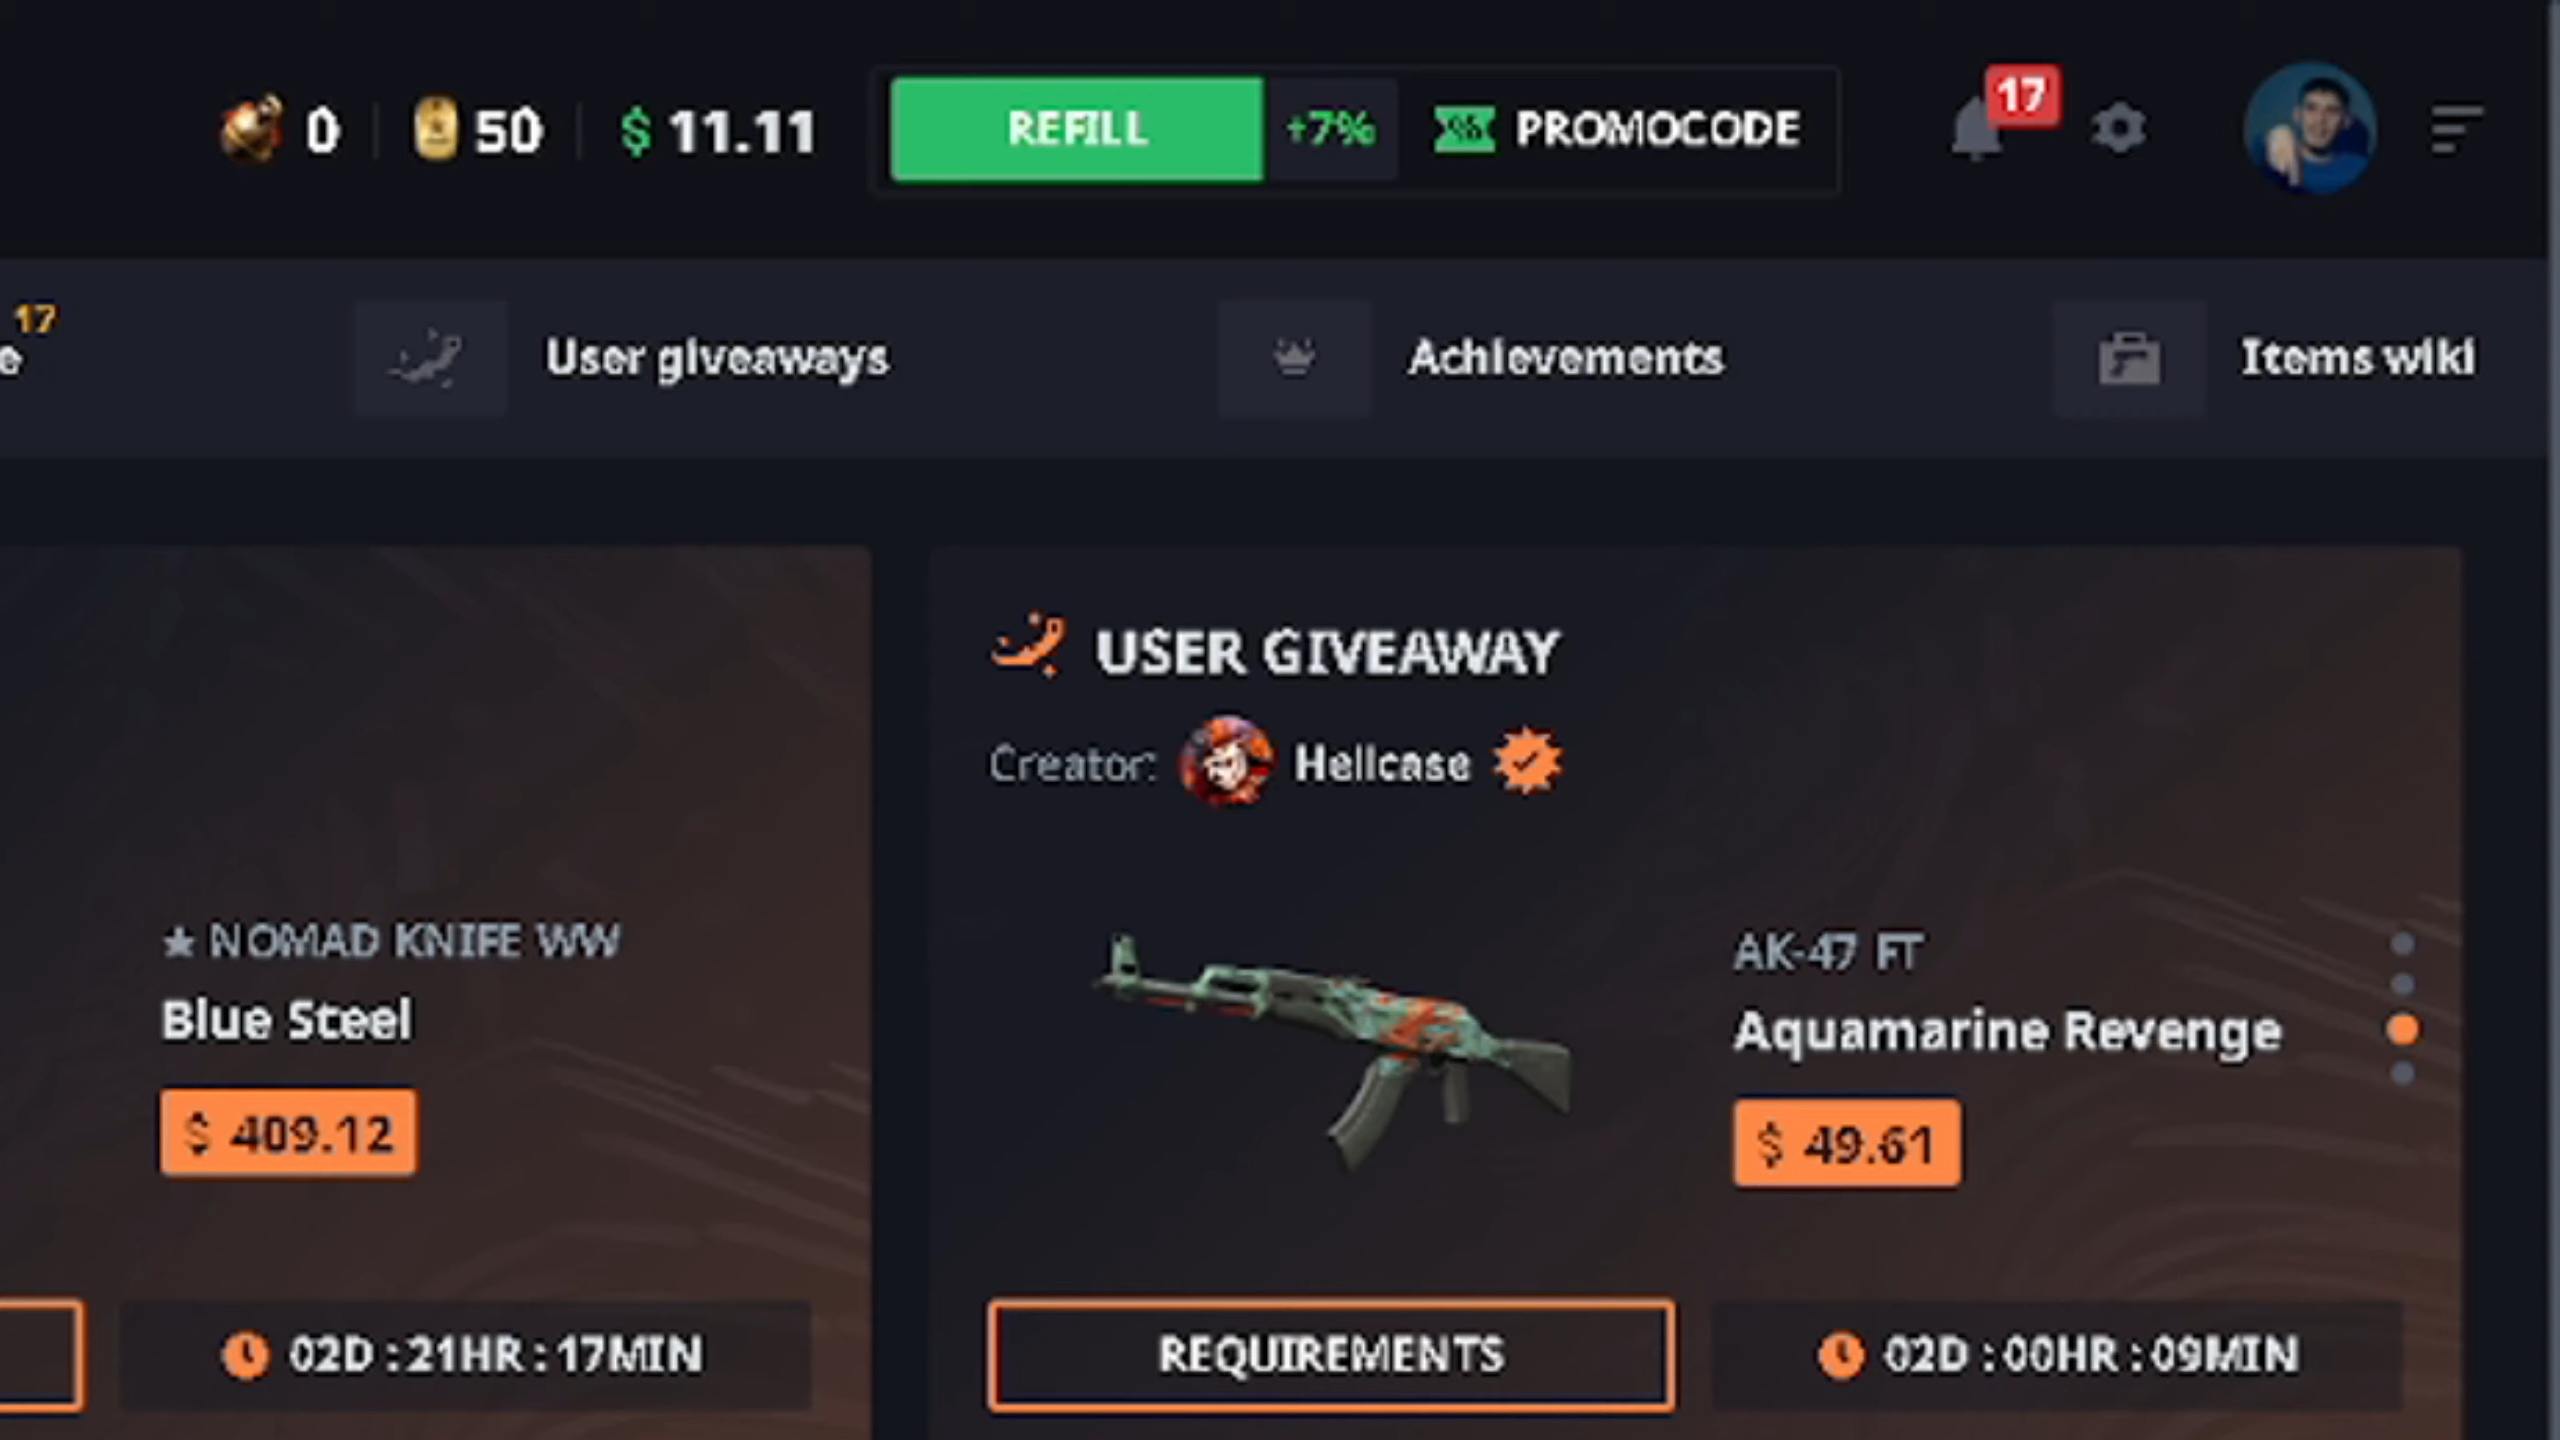 0
50
$ 11.11
REFILL
+7%
PROMOCODE
17
e 17
User giveaways
Achievements
Items wiki
★ NOMAD KNIFE WW
Blue Steel
$ 409.12
02D : 21HR : 17MIN
USER GIVEAWAY
Creator: Hellcase
AK-47 FT
Aquamarine Revenge
$ 49.61
REQUIREMENTS
02D : 00HR : 09MIN